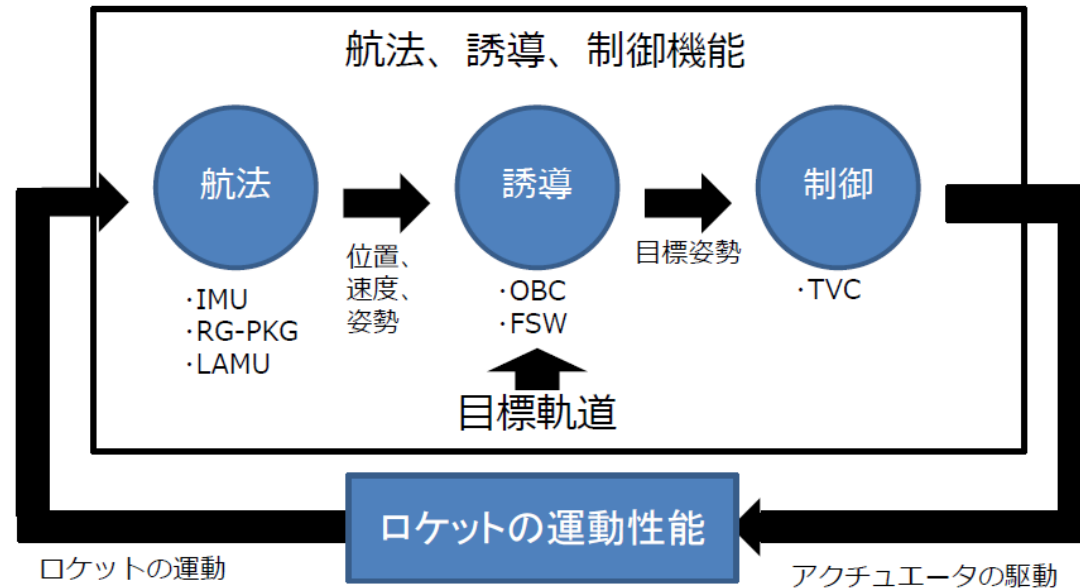 航法、誘導、制御機能
航法
誘導
制御
位置、
速度、
姿勢
目標姿勢
・IMU
・RG-PKG
・LAMU
・OBC
・FSW
・TVC
目標軌道
ロケットの運動性能
ロケットの運動
アクチュエータの駆動